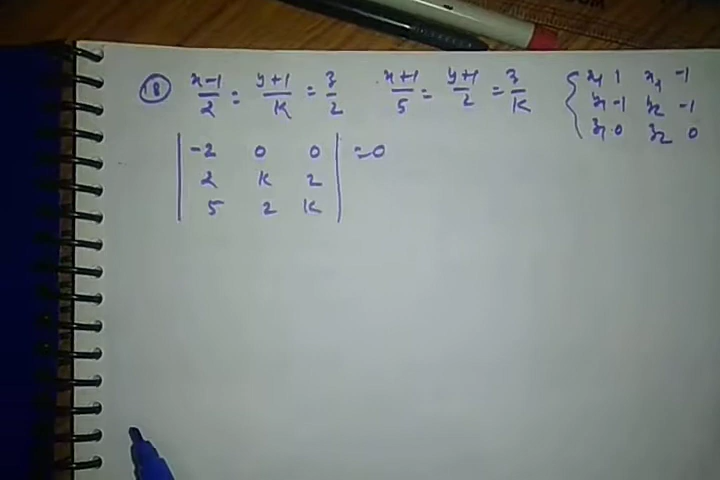 (18) x-1/2 = y+1/K = z/2 x+1/5 = y+1/2 = z/K
x1 1 x1 -1
y1 -1 y2 -1
z1 0 z2 0
| -2 0 0 | = 0
| 2 K 2 |
| 5 2 K |